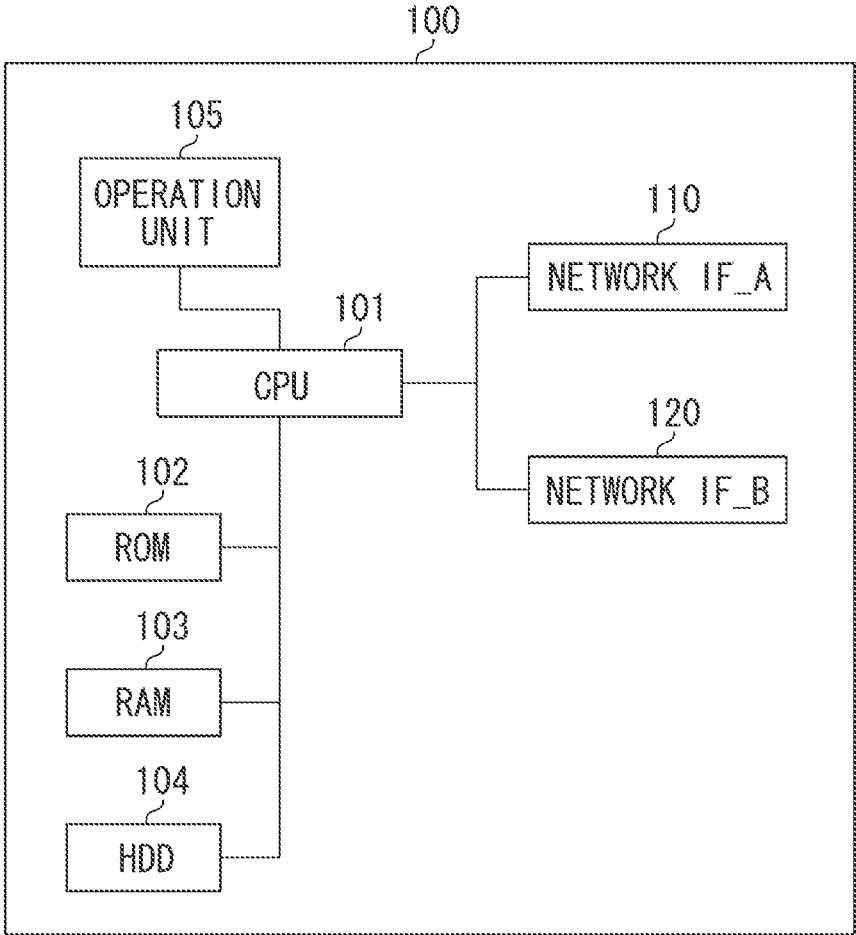 100
105
OPERATION
UNIT
110
NETWORK IF_A
101
CPU
120
NETWORK IF_B
102
ROM
103
RAM
104
HDD